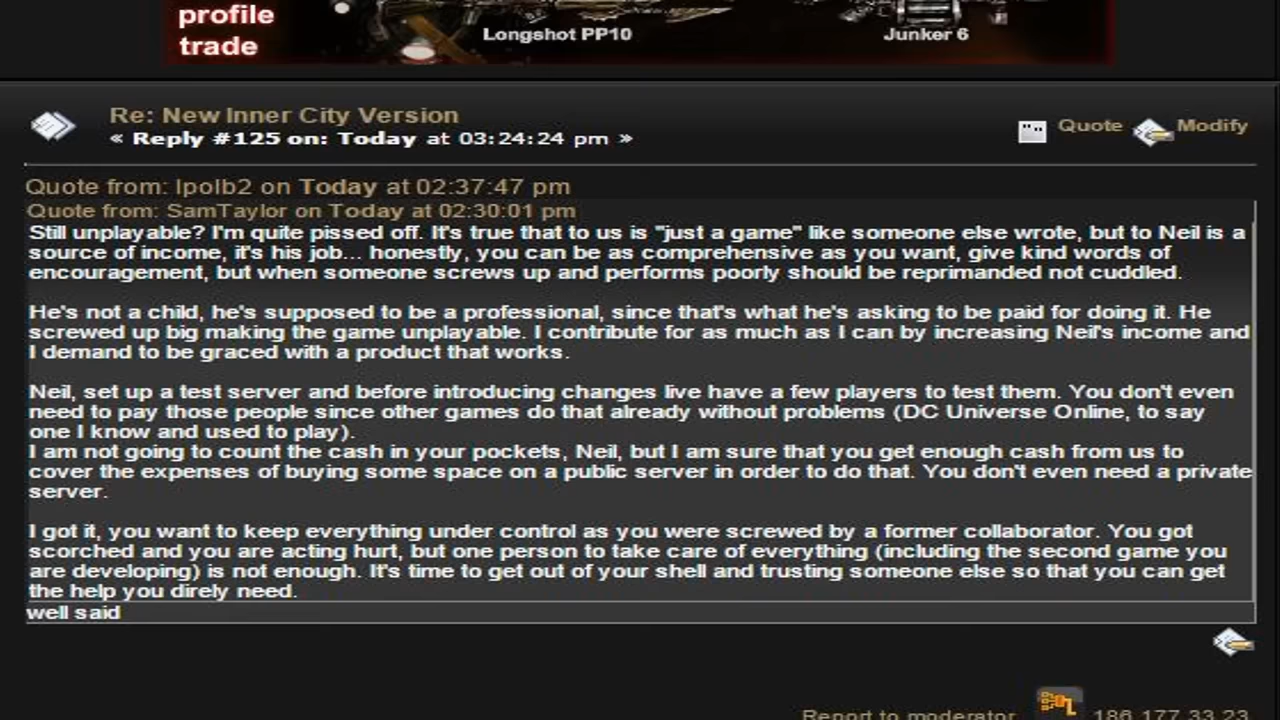 profile
trade
Longshot PP10
Junker 6
Re: New Inner City Version
« Reply #125 on: Today at 03:24:24 pm »
Quote
Modify
Quote from: lpolb2 on Today at 02:37:47 pm
Quote from: SamTaylor on Today at 02:30:01 pm
Still unplayable? I'm quite pissed off. It's true that to us is "just a game" like someone else wrote, but to Neil is a
source of income, it's his job... honestly, you can be as comprehensive as you want, give kind words of
encouragement, but when someone screws up and performs poorly should be reprimanded not cuddled.
He's not a child, he's supposed to be a professional, since that's what he's asking to be paid for doing it. He
screwed up big making the game unplayable. I contribute for as much as I can by increasing Neil's income and
I demand to be graced with a product that works.
Neil, set up a test server and before introducing changes live have a few players to test them. You don't even
need to pay those people since other games do that already without problems (DC Universe Online, to say
one I know and used to play).
I am not going to count the cash in your pockets, Neil, but I am sure that you get enough cash from us to
cover the expenses of buying some space on a public server in order to do that. You don't even need a private
server.
I got it, you want to keep everything under control as you were screwed by a former collaborator. You got
scorched and you are acting hurt, but one person to take care of everything (including the second game you
are developing) is not enough. It's time to get out of your shell and trusting someone else so that you can get
the help you direly need.
well said
Report to moderator
186.177.33.23